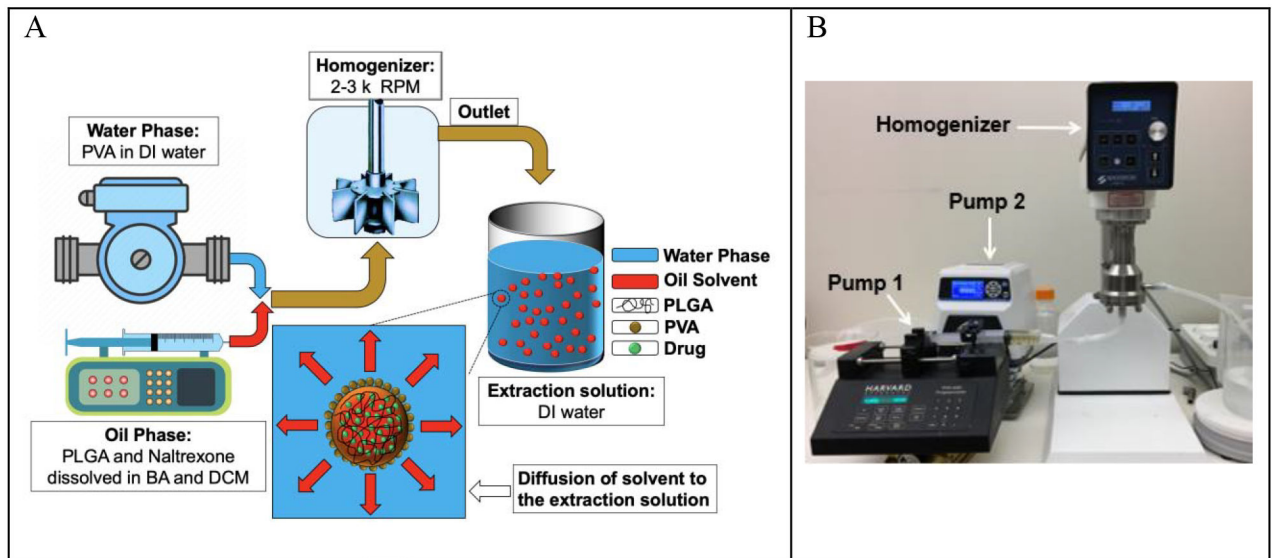 A
Homogenizer:
2-3 k RPM
Outlet
Water Phase:
PVA in DI water
Water Phase
Oil Solvent
PLGA
PVA
Drug
Extraction solution:
DI water
Oil Phase:
PLGA and Naltrexone
dissolved in BA and DCM
Diffusion of solvent to
the extraction solution
B
Homogenizer
Pump 2
Pump 1
HARVARD